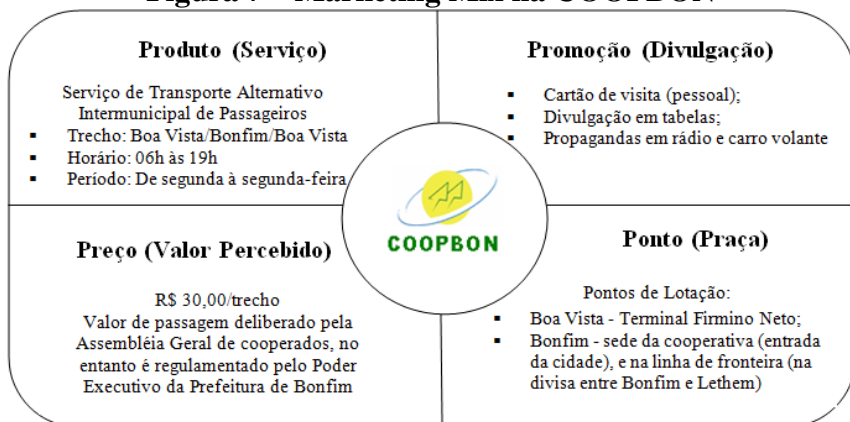 Produto (Serviço)
Serviço de Transporte Alternativo
Intermunicipal de Passageiros
▪ Trecho: Boa Vista/Bonfim/Boa Vista
▪ Horário: 06h às 19h
▪ Período: De segunda à segunda-feira
Promoção (Divulgação)
▪ Cartão de visita (pessoal);
▪ Divulgação em tabelas;
▪ Propagandas em rádio e carro volante
COOPBON
Preço (Valor Percebido)
R$ 30,00/trecho
Valor de passagem deliberado pela
Assembléia Geral de cooperados, no
entanto é regulamentado pelo Poder
Executivo da Prefeitura de Bonfim
Ponto (Praça)
Pontos de Lotação:
▪ Boa Vista - Terminal Firmino Neto;
▪ Bonfim - sede da cooperativa (entrada
da cidade), e na linha de fronteira (na
divisa entre Bonfim e Lethem)